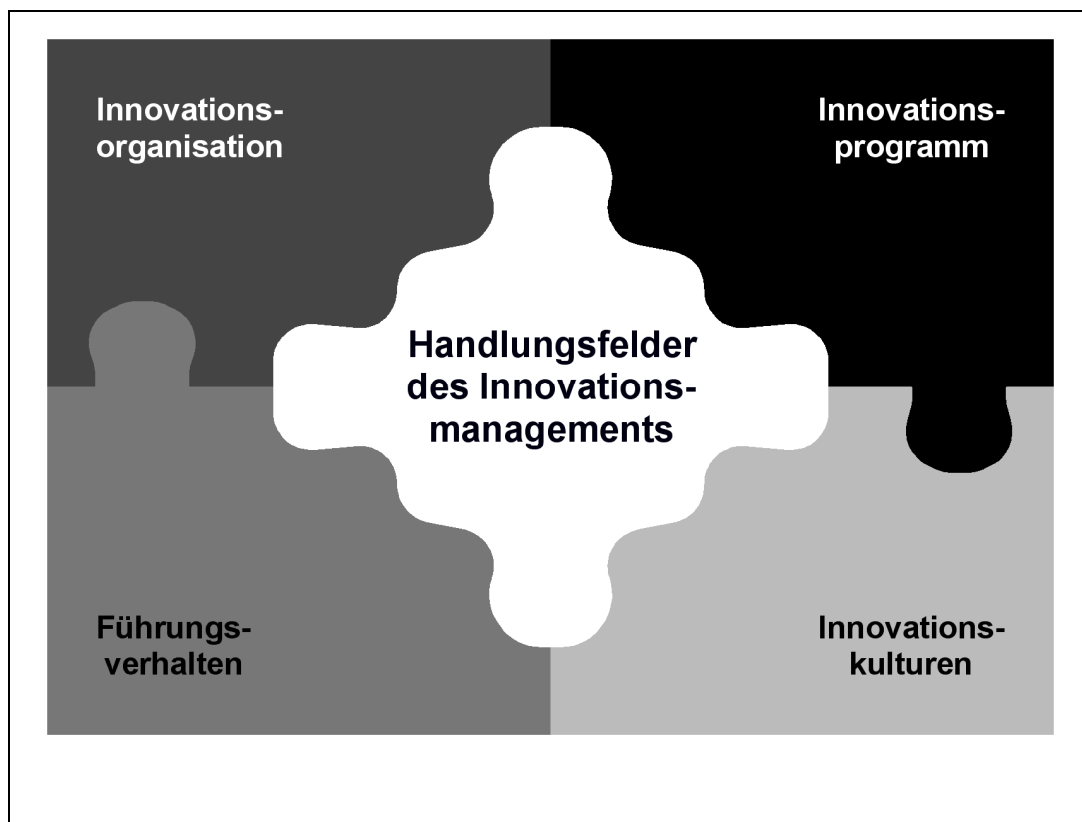 Innovations-
organisation
Innovations-
programm
Handlungsfelder
des Innovations-
managements
Führungs-
verhalten
Innovations-
kulturen